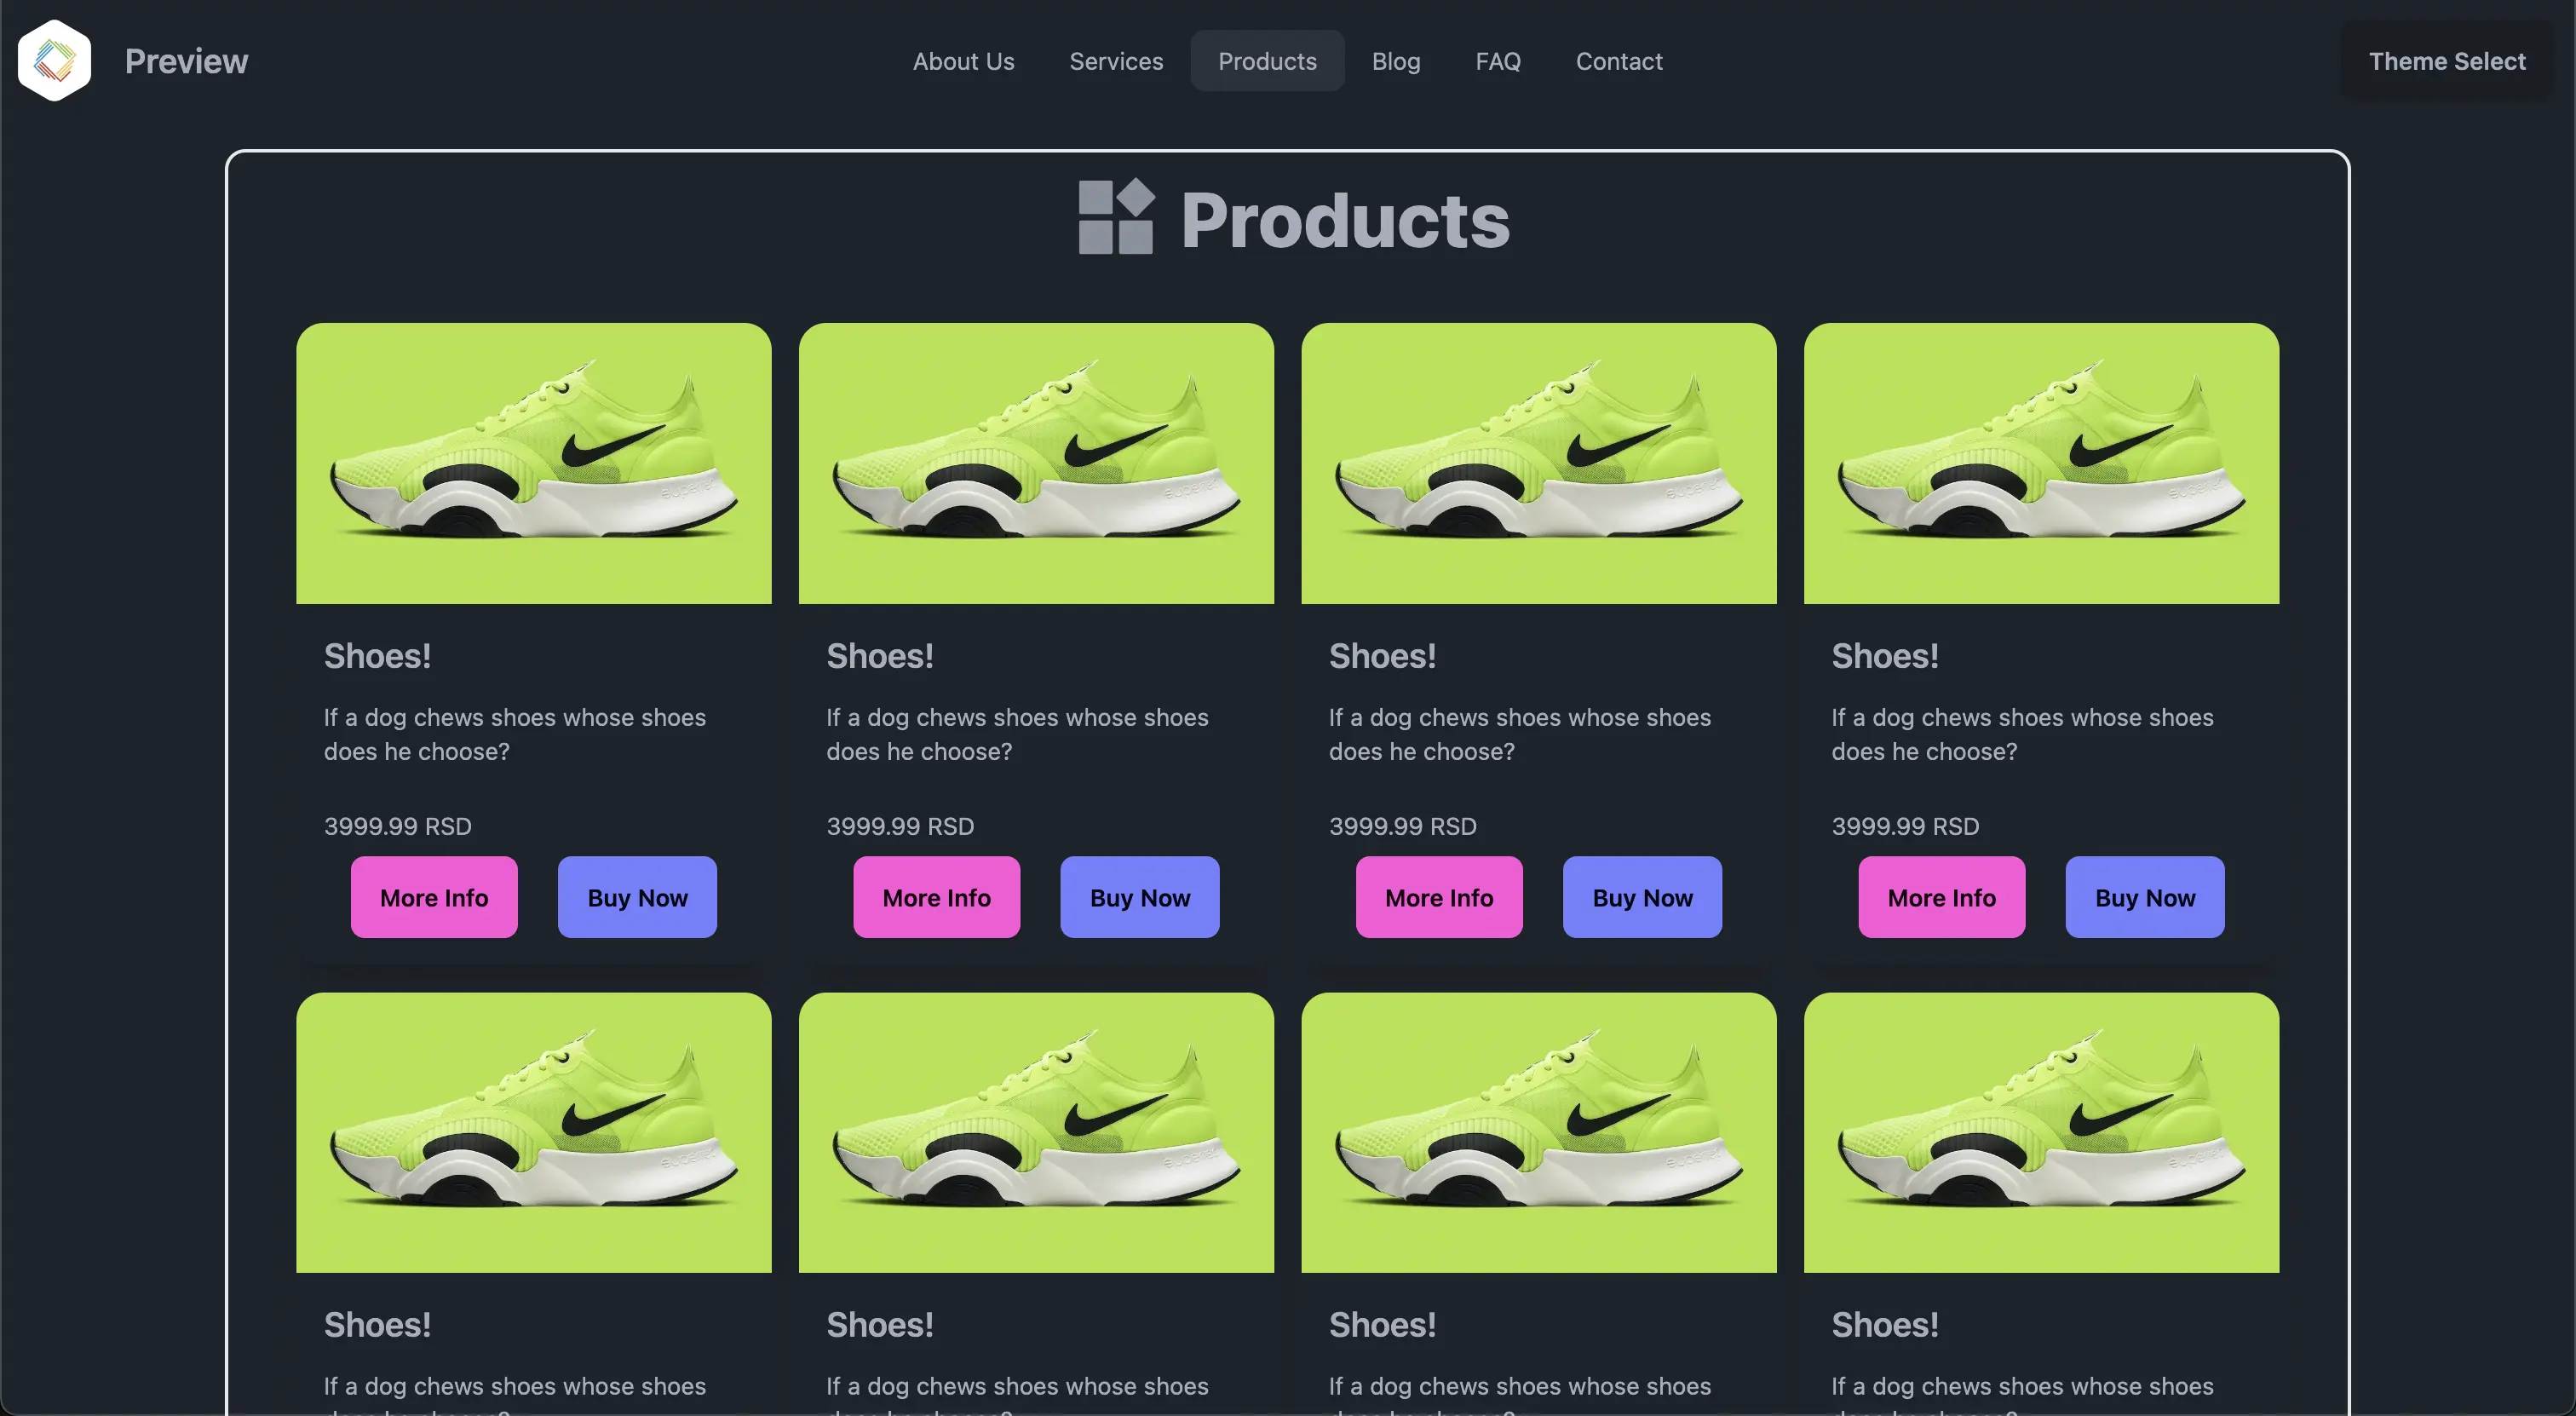 Preview
About Us Services Products Blog FAQ Contact
Theme Select
Products
Shoes! Shoes! Shoes! Shoes!
If a dog chews shoes whose shoes If a dog chews shoes whose shoes If a dog chews shoes whose shoes If a dog chews shoes whose shoes
does he choose? does he choose? does he choose? does he choose?
3999.99 RSD 3999.99 RSD 3999.99 RSD 3999.99 RSD
More Info Buy Now More Info Buy Now More Info Buy Now More Info Buy Now
Shoes! Shoes! Shoes! Shoes!
If a dog chews shoes whose shoes If a dog chews shoes whose shoes If a dog chews shoes whose shoes If a dog chews shoes whose shoes